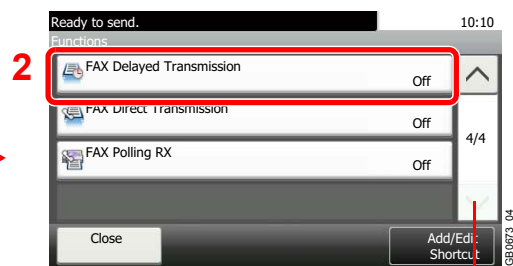 Ready to send.
10:10
Functions
2
FAX Delayed Transmission
Off
FAX Direct Transmission
Off
4/4
FAX Polling RX
Off
Close
Add/Edit
Shortcut
GB0673_04